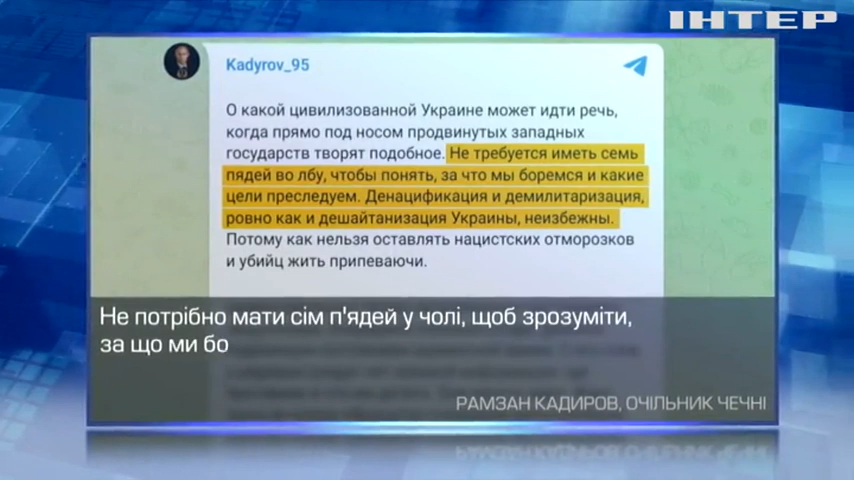 ІНТЕР
Kadyrov_95
О какой цивилизованной Украине может идти речь,
когда прямо под носом продвинутых западных
государств творят подобное. Не требуется иметь семь
пядей во лбу, чтобы понять, за что мы боремся и какие
цели преследуем. Денацификация и демилитаризация,
ровно как и дешайтанизация Украины, неизбежны.
Потому как нельзя оставлять нацистских отморозков
и убийц жить припеваючи.
Не потрібно мати сім п'ядей у чолі, щоб зрозуміти,
за що ми бо
РАМЗАН КАДИРОВ, ОЧІЛЬНИК ЧЕЧНІ